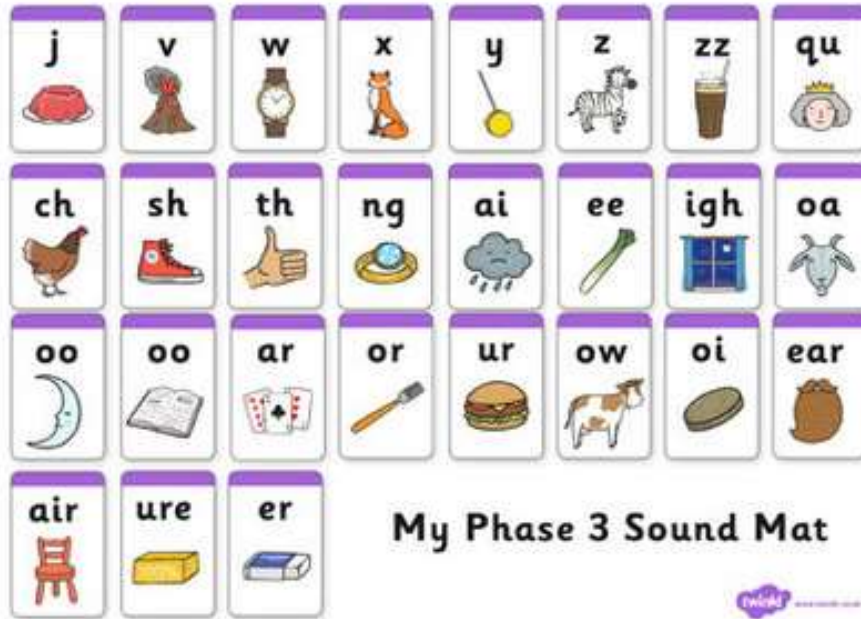 j v w x y z zz qu
ch sh th ng ai ee igh oa
oo oo ar or ur ow oi ear
air ure er
My Phase 3 Sound Mat
twinkl